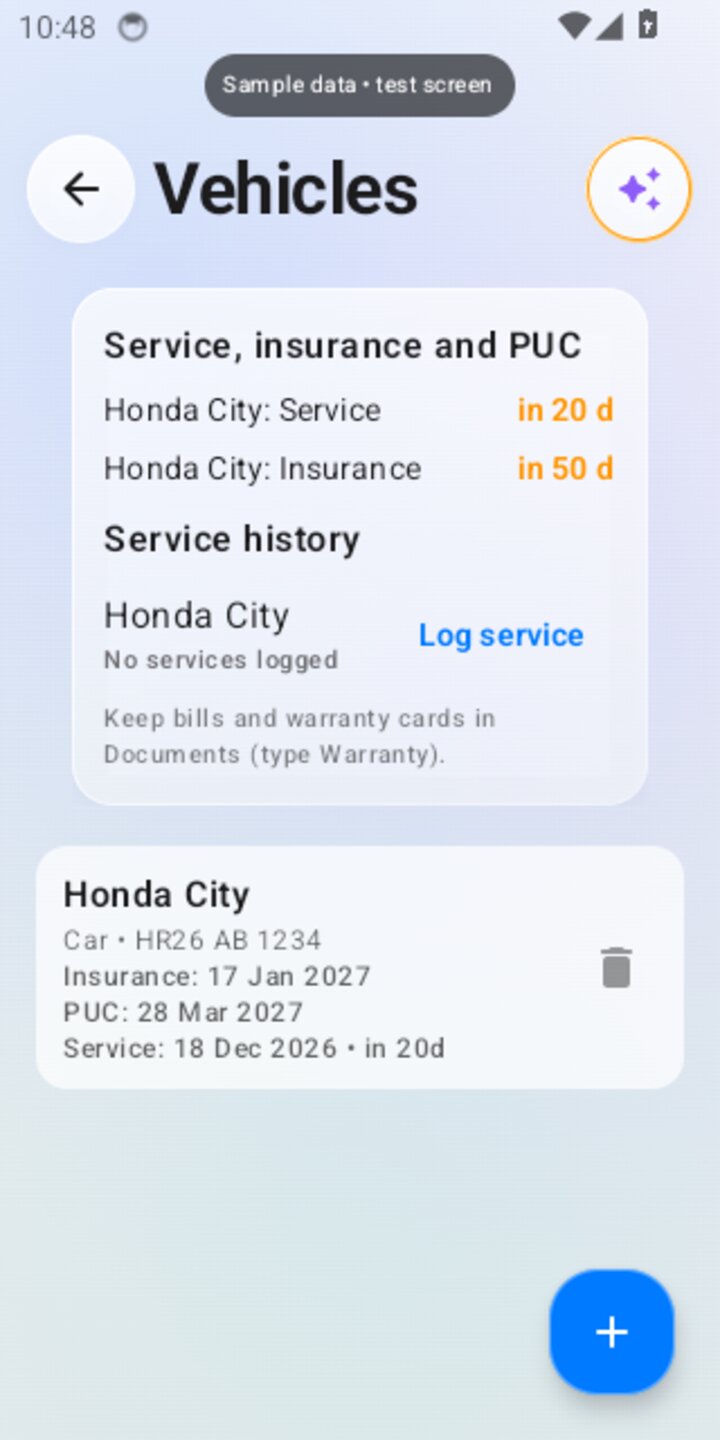 10:48
Sample data • test screen
Vehicles
Service, insurance and PUC
Honda City: Service in 20 d
Honda City: Insurance in 50 d
Service history
Honda City
Log service
No services logged
Keep bills and warranty cards in
Documents (type Warranty).
Honda City
Car • HR26 AB 1234
Insurance: 17 Jan 2027
PUC: 28 Mar 2027
Service: 18 Dec 2026 • in 20d